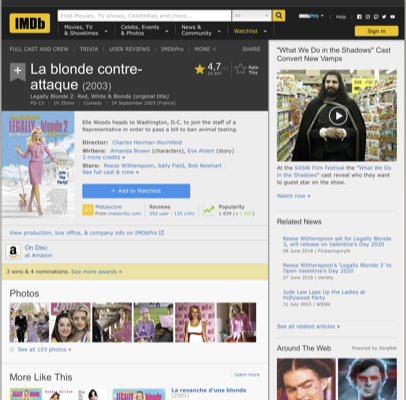 IMDb
Find Movies, TV shows, Celebrities and more...
All
IMDbPro
Help
Movies, TV
& Showtimes
Celebs, Events
& Photos
News &
Community
Watchlist
Sign in
FULL CAST AND CREW | TRIVIA | USER REVIEWS | IMDbPro | MORE
SHARE
La blonde contre-
attaque (2003)
4,7
Rate
This
Legally Blonde 2: Red, White & Blonde (original title)
PG-13 | 1h 35min | Comedy | 24 September 2003 (France)
LEGALLY blonde 2
Join
The
Party!
Elle Woods heads to Washington, D.C. to join the staff of a
Representative in order to pass a bill to ban animal testing.
Director: Charles Herman-Wurmfeld
Writers: Amanda Brown (characters), Eve Ahlert (story)
3 more credits »
Stars: Reese Witherspoon, Sally Field, Bob Newhart
See full cast & crew »
+ Add to Watchlist
Metascore
From metacritic.com
Reviews
292 user
Popularity
View production, box office, & company info on IMDbPro
a
On Disc
at Amazon
3 wins & 4 nominations. See more awards »
Photos
See all 103 photos »
More Like This
Learn more
La revanche d'une blonde
(2001)
"What We Do in the Shadows" Cast
Convert New Vamps
At the SXSW Film Festival the "What We Do
in the Shadows" cast reveal who they want
to guest star on the show.
Watch now »
Related News
Reese Witherspoon set for Legally Blonde
3, will release on Valentine's Day 2020
08 June 2018 | Flickeringmyth
Reese Witherspoon's 'Legally Blonde 3' to
Open Valentine's Day 2020
07 June 2018 | Variety
Jude Law Laps Up the Ladies at
Hollywood Party
31 July 2003 | WENN
See all related articles »
Around The Web
Powered by ZergNet